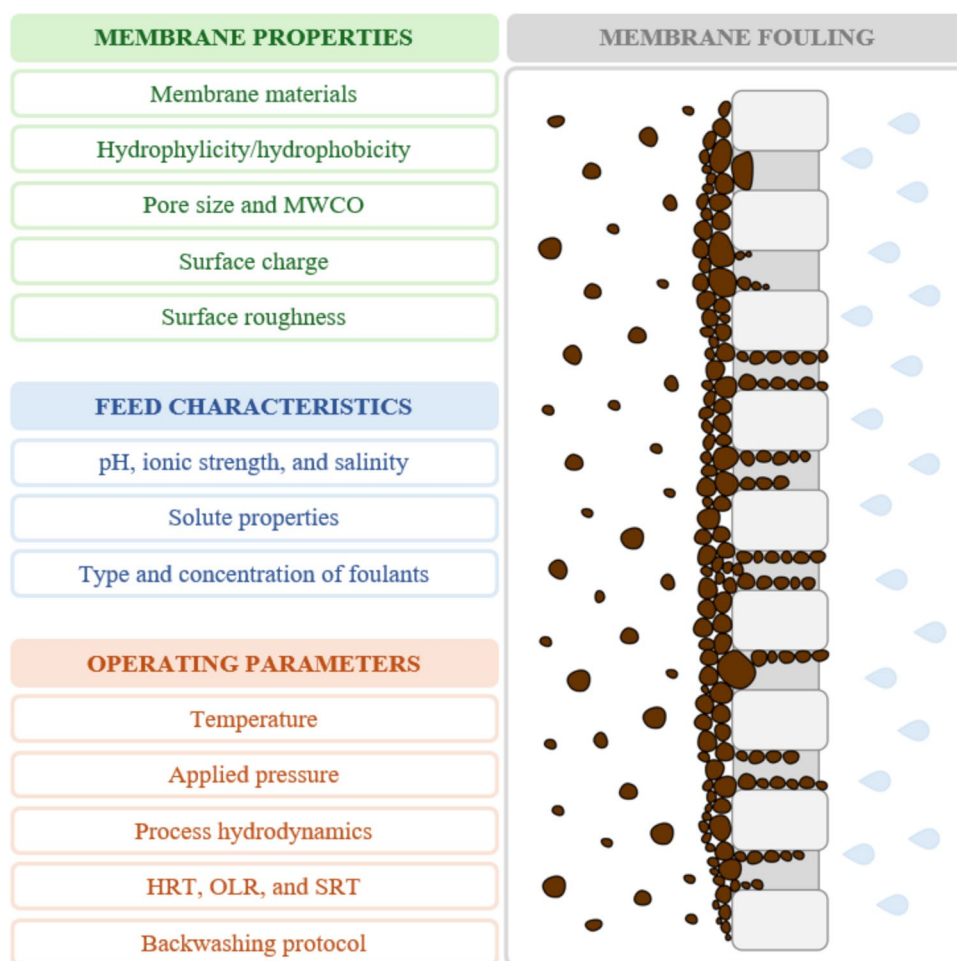 MEMBRANE PROPERTIES
Membrane materials
Hydrophylicity/hydrophobicity
Pore size and MWCO
Surface charge
Surface roughness
FEED CHARACTERISTICS
pH, ionic strength, and salinity
Solute properties
Type and concentration of foulants
OPERATING PARAMETERS
Temperature
Applied pressure
Process hydrodynamics
HRT, OLR, and SRT
Backwashing protocol
MEMBRANE FOULING